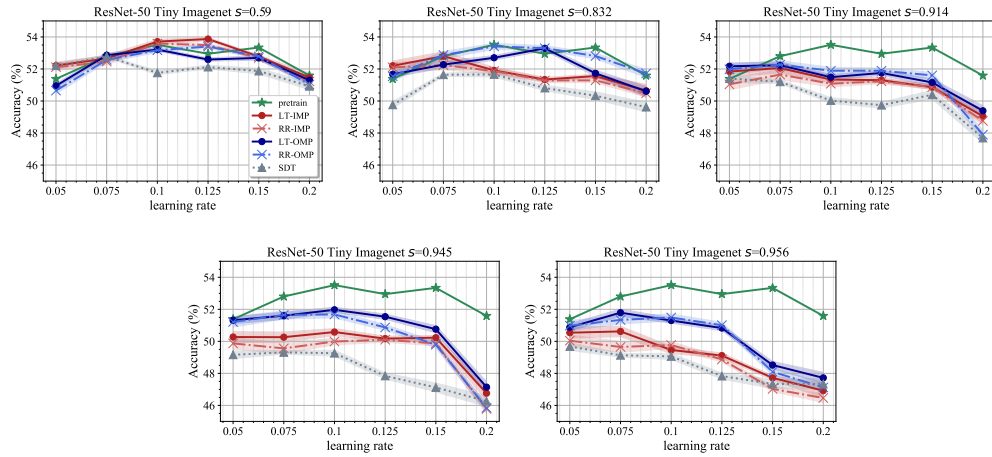 ResNet-50 Tiny Imagenet s=0.59
Accuracy (%)
54
52
50
48
46
pretrain
LT-IMP
RR-IMP
LT-OMP
RR-OMP
SDT
0.05 0.075 0.1 0.125 0.15 0.2
learning rate
ResNet-50 Tiny Imagenet s=0.832
Accuracy (%)
54
52
50
48
46
0.05 0.075 0.1 0.125 0.15 0.2
learning rate
ResNet-50 Tiny Imagenet s=0.914
Accuracy (%)
54
52
50
48
46
0.05 0.075 0.1 0.125 0.15 0.2
learning rate
ResNet-50 Tiny Imagenet s=0.945
Accuracy (%)
54
52
50
48
46
0.05 0.075 0.1 0.125 0.15 0.2
learning rate
ResNet-50 Tiny Imagenet s=0.956
Accuracy (%)
54
52
50
48
46
0.05 0.075 0.1 0.125 0.15 0.2
learning rate